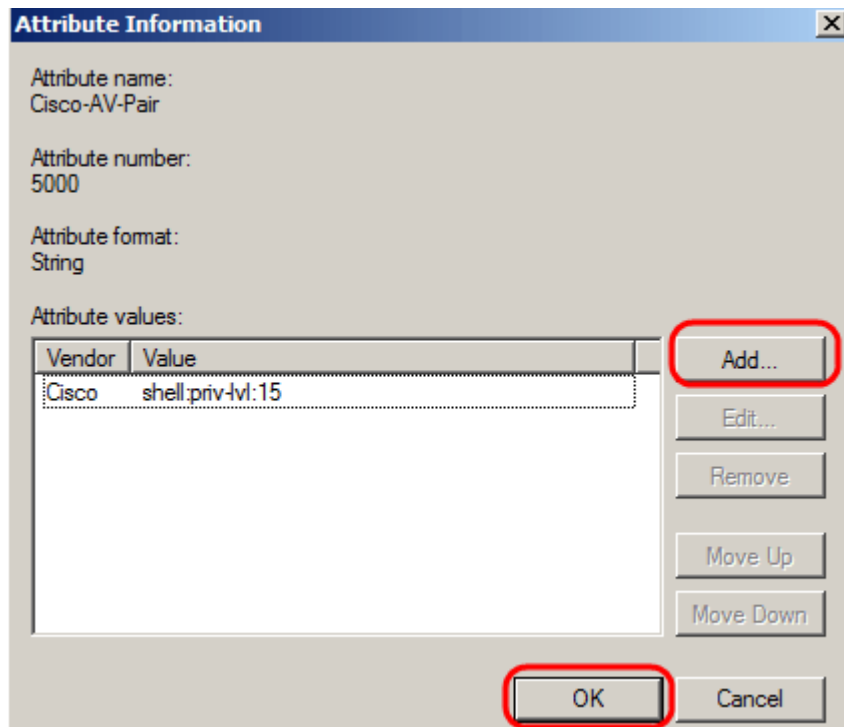 Attribute Information
Attribute name:
Cisco-AV-Pair
Attribute number:
5000
Attribute format:
String
Attribute values:
Vendor Value
Cisco shell:priv-lvl:15
Add...
Edit...
Remove
Move Up
Move Down
OK Cancel